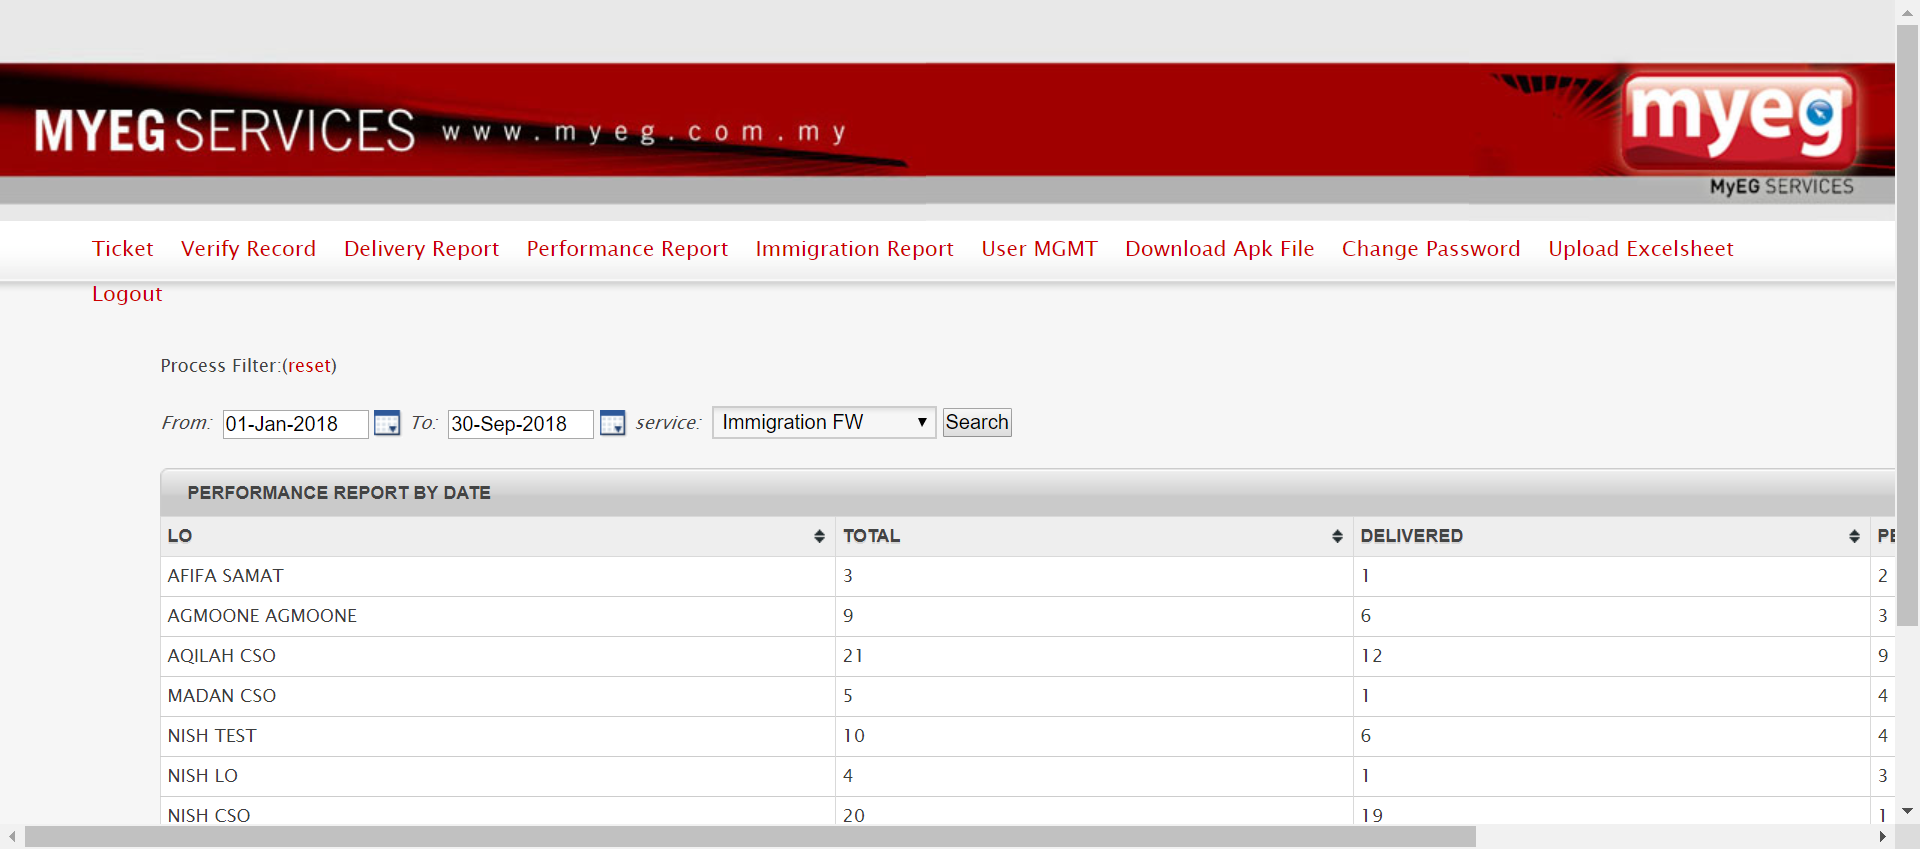 MYEG SERVICES www.myeg.com.my
myeg
MyEG SERVICES
Ticket Verify Record Delivery Report Performance Report Immigration Report User MGMT Download Apk File Change Password Upload Excelsheet
Logout
Process Filter:(reset)
From: 01-Jan-2018 To: 30-Sep-2018 service: Immigration FW Search
PERFORMANCE REPORT BY DATE
LO TOTAL DELIVERED
AFIFA SAMAT 3 1 2
AGMOONE AGMOONE 9 6 3
AQILAH CSO 21 12 9
MADAN CSO 5 1 4
NISH TEST 10 6 4
NISH LO 4 1 3
NISH CSO 20 19 1